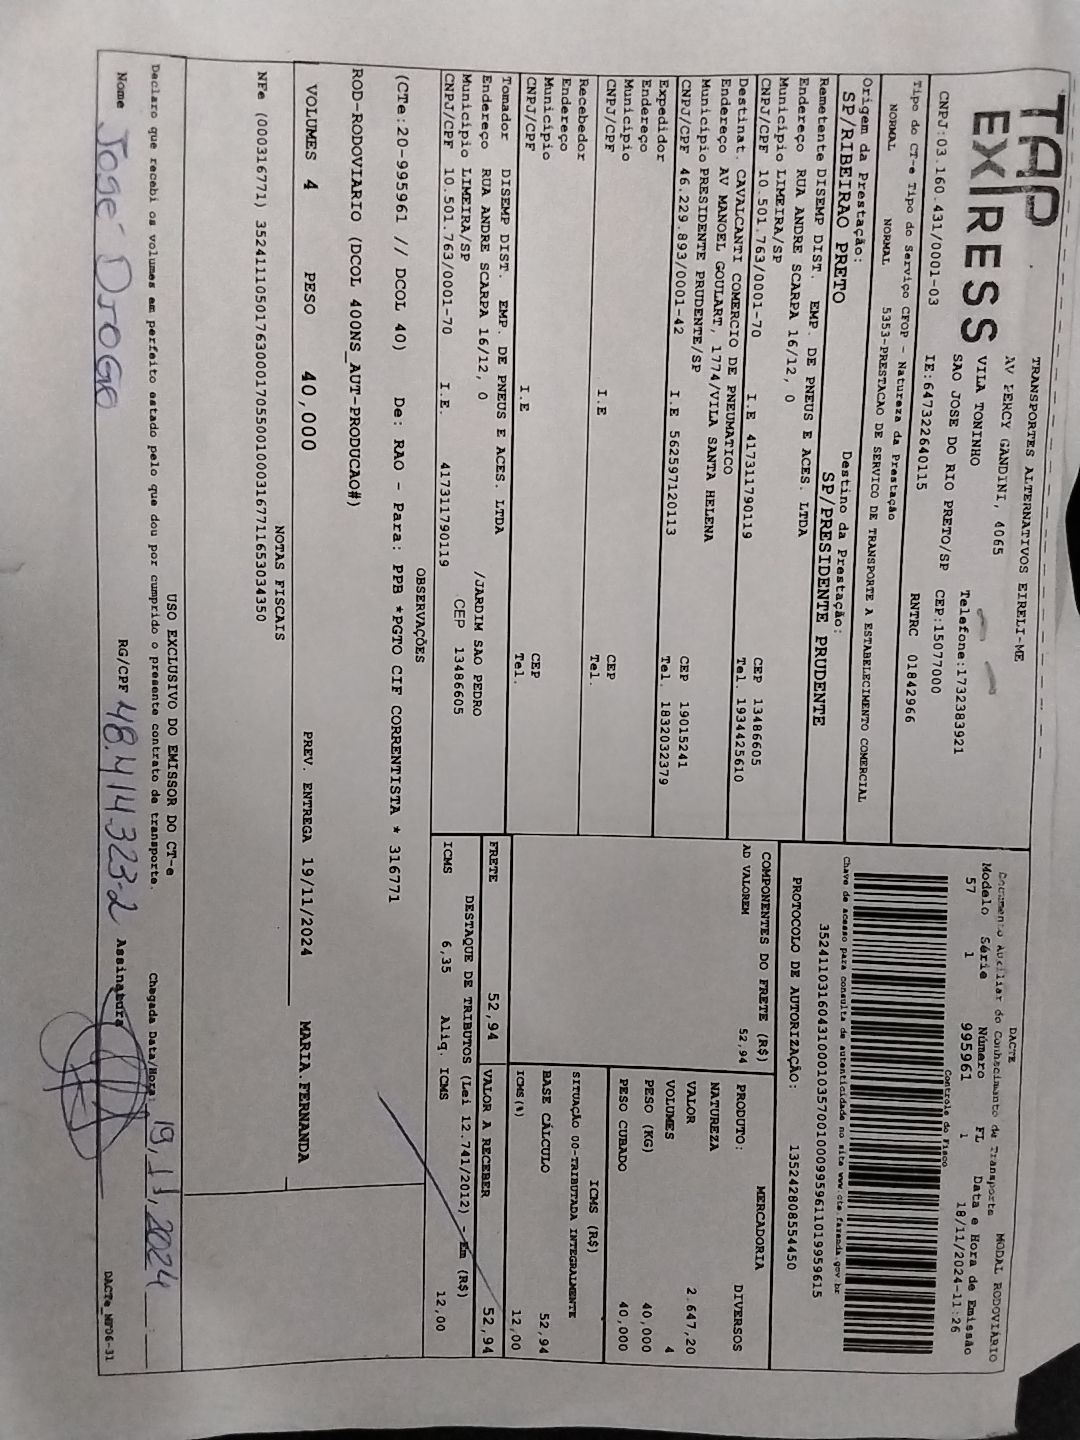 TAP EXPRESS
TRANSPORTES ALTERNATIVOS EIRELI-ME
AV PERCY GANDINI, 4065
VILA TONINHO Telefone:1732383921
SAO JOSE DO RIO PRETO/SP CEP:15077000
CNPJ:03.160.431/0001-03 IE:647322640115 RNTRC 01842966
DACTE
Documento Auxiliar do Conhecimento de Transporte MODAL RODOVIÁRIO
Modelo Série Número FL Data e Hora de Emissão
57 1 995961 1 18/11/2024-11:26
Controle do Fisco
Chave de acesso para consulta de autenticidade no site www.cte.fazenda.gov.br
35241103160431000103570010009959611019959615
PROTOCOLO DE AUTORIZAÇÃO: 135242808554450
Tipo do CT-e Tipo do Serviço CFOP - Natureza da Prestação
NORMAL NORMAL 5353-PRESTACAO DE SERVICO DE TRANSPORTE A ESTABELECIMENTO COMERCIAL
Origem da Prestação: Destino da Prestação:
SP/RIBEIRAO PRETO SP/PRESIDENTE PRUDENTE
Remetente DISEMP DIST. EMP. DE PNEUS E ACES. LTDA
Endereço RUA ANDRE SCARPA 16/12, 0
Município LIMEIRA/SP CEP 13486605
CNPJ/CPF 10.501.763/0001-70 I.E 417311790119 Tel. 1934425610
Destinat. CAVALCANTI COMERCIO DE PNEUMATICO
Endereço AV MANOEL GOULART, 1774/VILA SANTA HELENA
Município PRESIDENTE PRUDENTE/SP CEP 19015241
CNPJ/CPF 46.229.893/0001-42 I.E 562597120113 Tel. 1832032379
Expedidor
Endereço
Município CEP
CNPJ/CPF I.E Tel.
Recebedor
Endereço
Município CEP
CNPJ/CPF I.E Tel.
Tomador DISEMP DIST. EMP. DE PNEUS E ACES. LTDA
Endereço RUA ANDRE SCARPA 16/12, 0 /JARDIM SAO PEDRO
Município LIMEIRA/SP CEP 13486605
CNPJ/CPF 10.501.763/0001-70 I.E. 417311790119
COMPONENTES DO FRETE (R$)
AD VALOREM 52,94
MERCADORIA
PRODUTO: DIVERSOS
NATUREZA
VALOR 2.647,20
VOLUMES 4
PESO (KG) 40,000
PESO CUBADO 40,000
ICMS (R$)
SITUAÇÃO 00-TRIBUTADA INTEGRALMENTE
BASE CÁLCULO 52,94
ICMS(%) 12,00
FRETE 52,94 VALOR A RECEBER 52,94
DESTAQUE DE TRIBUTOS (Lei 12.741/2012) - Em (R$)
ICMS 6,35 Aliq. ICMS 12,00
OBSERVAÇÕES
(CTe:20-995961 // DCOL 40) De: RAO - Para: PPB *PGTO CIF CORRENTISTA * 316771
ROD-RODOVIARIO (DCOL 400NS_AUT-PRODUCAO#)
VOLUMES 4 PESO 40,000 PREV. ENTREGA 19/11/2024 MARIA.FERNANDA
NOTAS FISCAIS
NFe (000316771) 35241110501763000170550010003167711653034350
USO EXCLUSIVO DO EMISSOR DO CT-e
Declaro que recebi os volumes em perfeito estado pelo que dou por cumprido o presente contrato de transporte. Chegada Data/Hora: 19/11/2024 :
Nome José DIOGO RG/CPF 48.414.323-2 Assinatura
DACTe_MF06-31